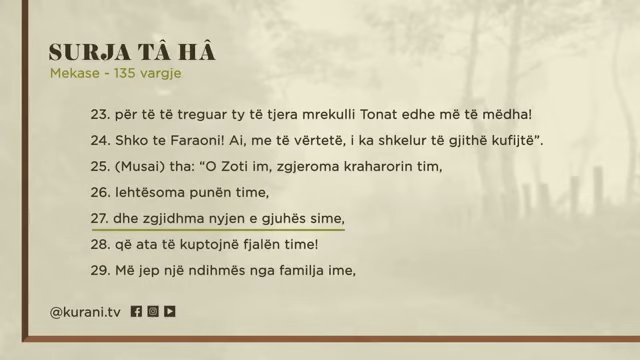 SURJA TÂ HÂ
Mekase - 135 vargje
23. për të të treguar ty të tjera mrekulli Tonat edhe më të mëdha!
24. Shko te Faraoni! Ai, me të vërtetë, i ka shkelur të gjithë kufijtë”.
25. (Musai) tha: “O Zoti im, zgjeroma kraharorin tim,
26. lehtësoma punën time,
27. dhe zgjidhma nyjen e gjuhës sime,
28. që ata të kuptojnë fjalën time!
29. Më jep një ndihmës nga familja ime,
@kurani.tv